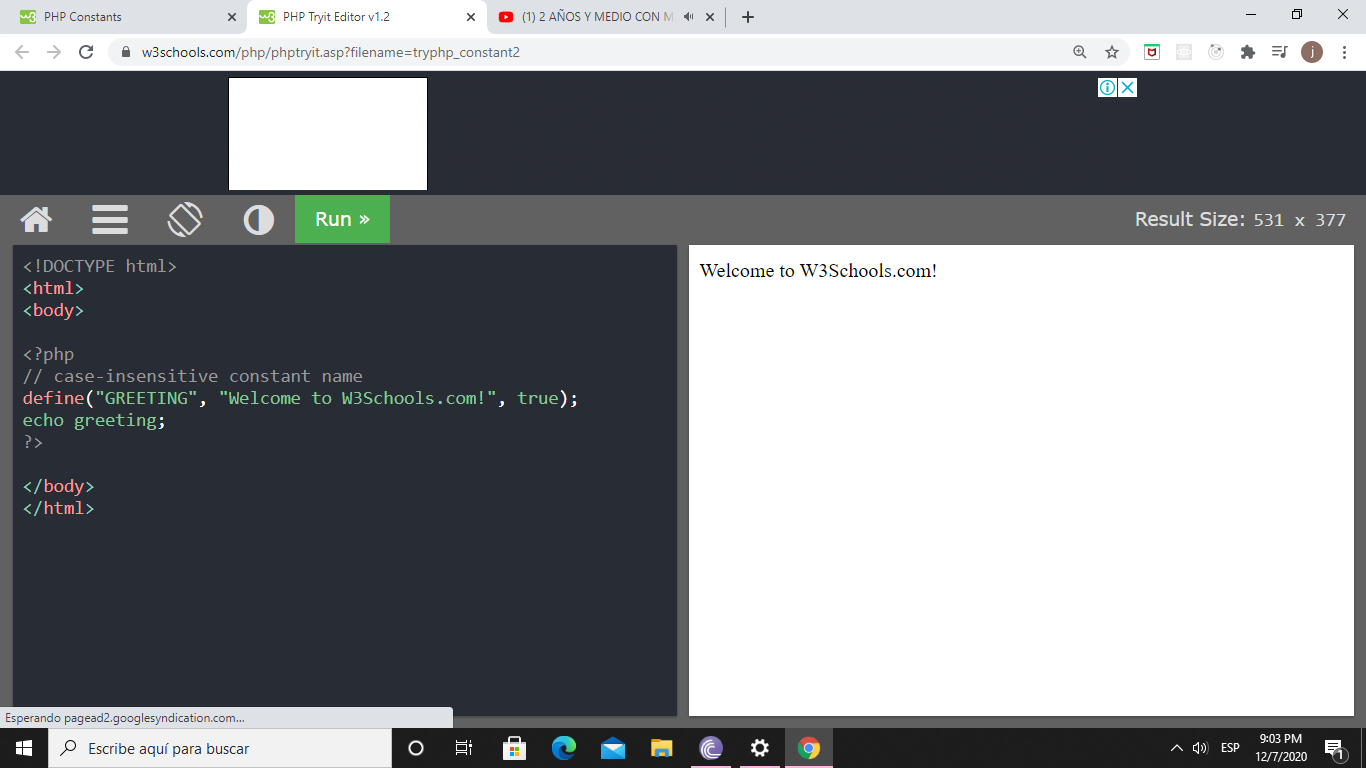 PHP Constants
PHP Tryit Editor v1.2
(1) 2 AÑOS Y MEDIO CON M
w3schools.com/php/phptryit.asp?filename=tryphp_constant2
j
Run »
Result Size: 531 x 377
<!DOCTYPE html>
<html>
<body>
<?php
// case-insensitive constant name
define("GREETING", "Welcome to W3Schools.com!", true);
echo greeting;
?>
</body>
</html>
Welcome to W3Schools.com!
Esperando pagead2.googlesyndication.com...
Escribe aquí para buscar
ESP
9:03 PM
12/7/2020
1